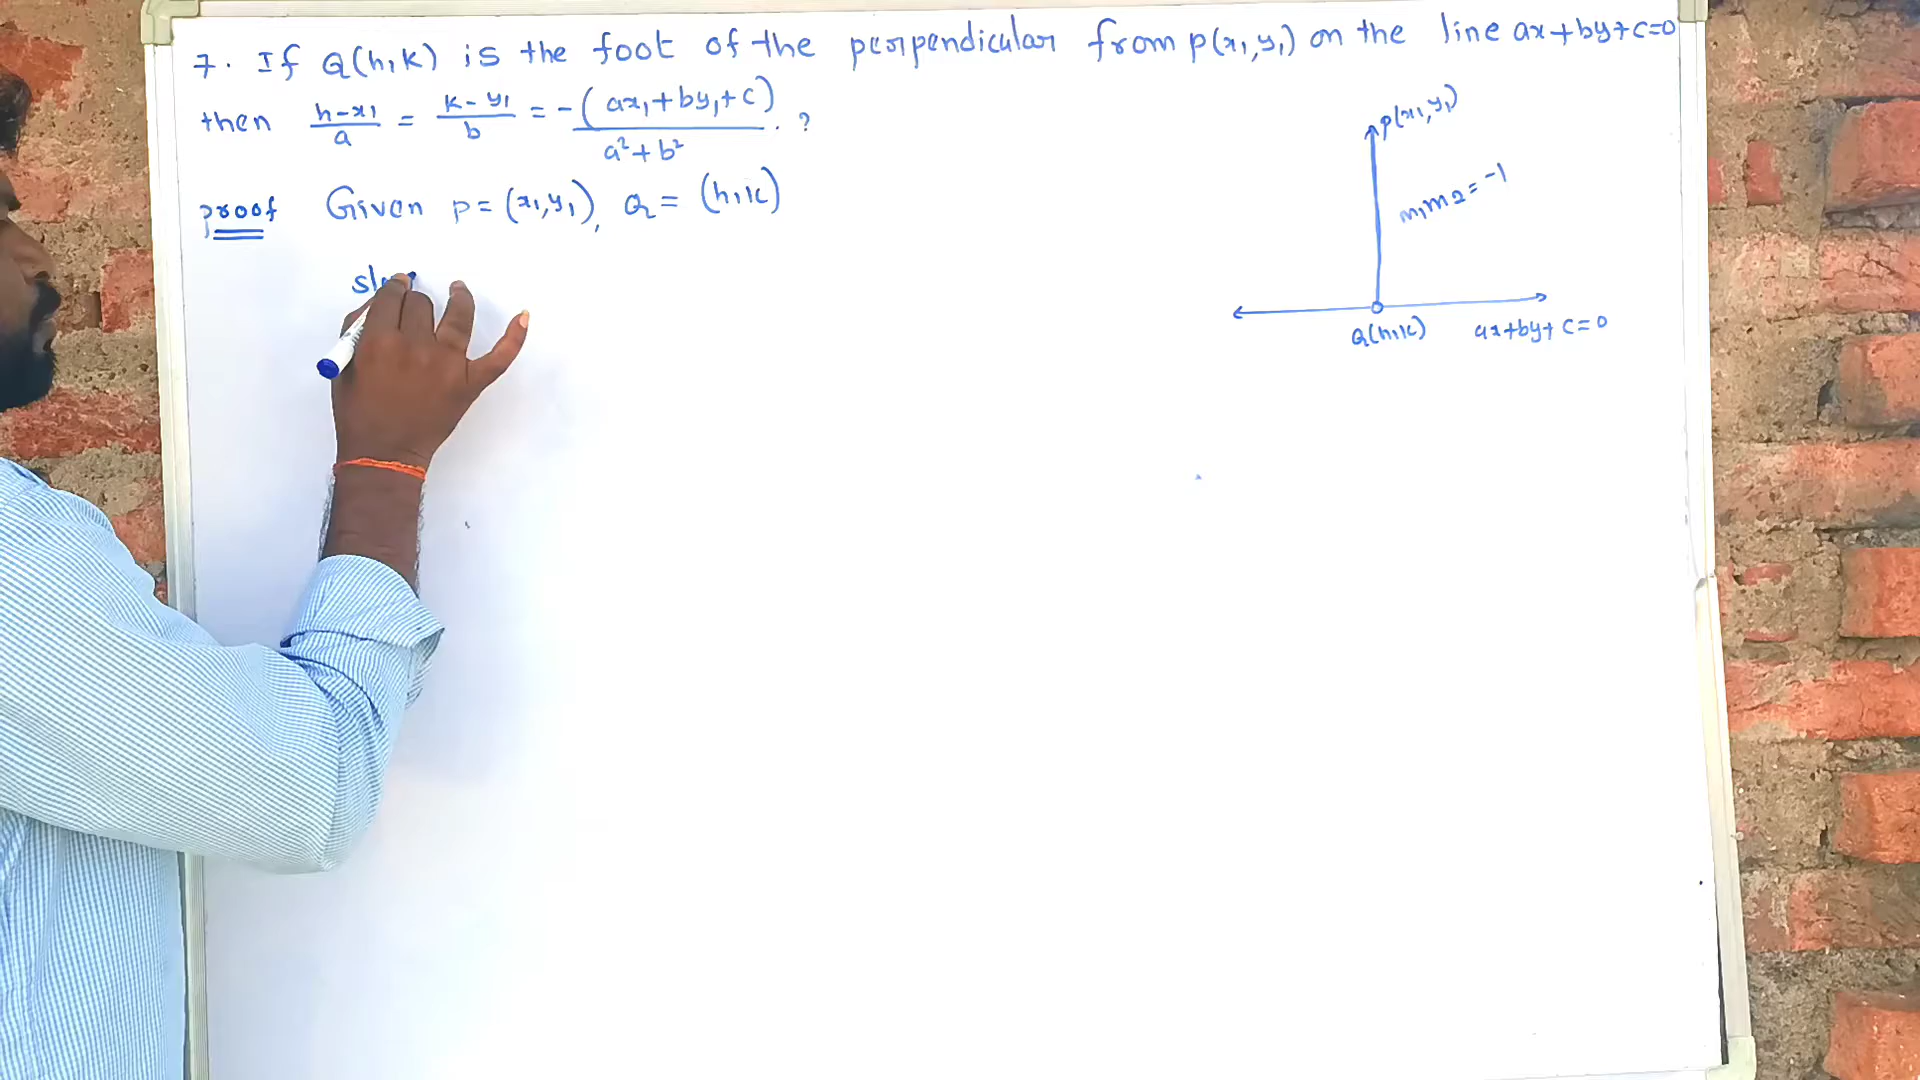 7. If Q(h,k) is the foot of the perpendicular from p(x₁,y₁) on the line ax+by+c=0
then (h-x₁)/a = (k-y₁)/b = -(ax₁+by₁+c)/(a²+b²). ?
proof Given p=(x₁,y₁), Q=(h,k)
p(x₁,y₁)
m₁m₂=-1
Q(h,k) ax+by+c=0